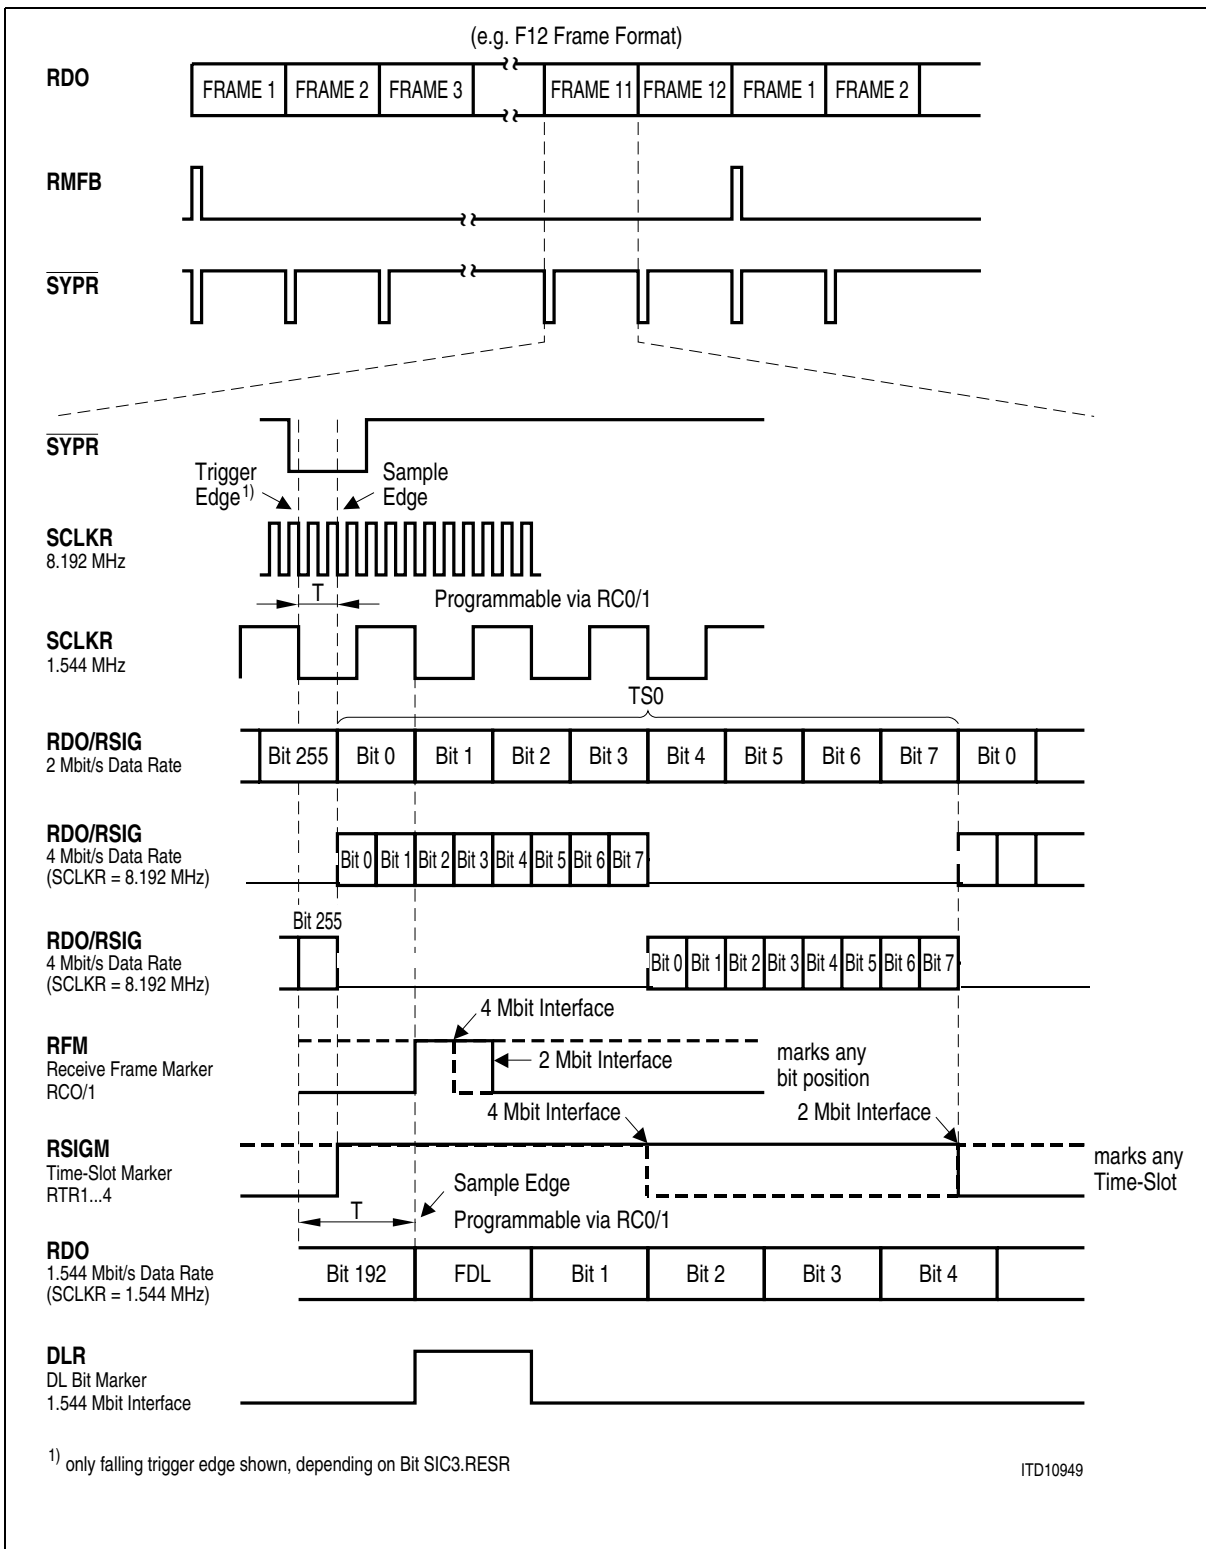 (e.g. F12 Frame Format)
RDO
FRAME 1 FRAME 2 FRAME 3 FRAME 11 FRAME 12 FRAME 1 FRAME 2
RMFB
SYPR
SYPR
Trigger Edge 1)
Sample Edge
SCLKR
8.192 MHz
T
Programmable via RC0/1
SCLKR
1.544 MHz
TS0
RDO/RSIG
2 Mbit/s Data Rate
Bit 255 Bit 0 Bit 1 Bit 2 Bit 3 Bit 4 Bit 5 Bit 6 Bit 7 Bit 0
RDO/RSIG
4 Mbit/s Data Rate
(SCLKR = 8.192 MHz)
Bit 0 Bit 1 Bit 2 Bit 3 Bit 4 Bit 5 Bit 6 Bit 7
Bit 255
RDO/RSIG
4 Mbit/s Data Rate
(SCLKR = 8.192 MHz)
Bit 0 Bit 1 Bit 2 Bit 3 Bit 4 Bit 5 Bit 6 Bit 7
4 Mbit Interface
RFM
Receive Frame Marker
RCO/1
2 Mbit Interface
marks any
bit position
4 Mbit Interface
2 Mbit Interface
RSIGM
Time-Slot Marker
RTR1...4
marks any
Time-Slot
T
Sample Edge
Programmable via RC0/1
RDO
1.544 Mbit/s Data Rate
(SCLKR = 1.544 MHz)
Bit 192 FDL Bit 1 Bit 2 Bit 3 Bit 4
DLR
DL Bit Marker
1.544 Mbit Interface
1) only falling trigger edge shown, depending on Bit SIC3.RESR
ITD10949